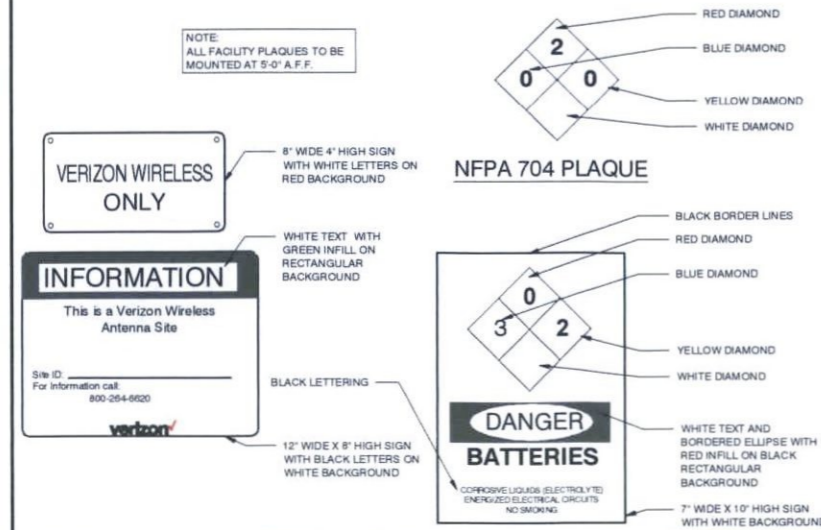 NOTE:
ALL FACILITY PLAQUES TO BE
MOUNTED AT 5'-0" A.F.F.
2
0 0
RED DIAMOND
BLUE DIAMOND
YELLOW DIAMOND
WHITE DIAMOND
NFPA 704 PLAQUE
VERIZON WIRELESS
ONLY
8" WIDE 4" HIGH SIGN
WITH WHITE LETTERS ON
RED BACKGROUND
INFORMATION
This is a Verizon Wireless
Antenna Site
Site ID:
For Information call:
800-264-6620
verizon
WHITE TEXT WITH
GREEN INFILL ON
RECTANGULAR
BACKGROUND
12" WIDE X 8" HIGH SIGN
WITH BLACK LETTERS ON
WHITE BACKGROUND
BLACK BORDER LINES
RED DIAMOND
BLUE DIAMOND
0
3 2
YELLOW DIAMOND
WHITE DIAMOND
BLACK LETTERING
DANGER
BATTERIES
CORROSIVE LIQUIDS (ELECTROLYTE)
ENERGIZED ELECTRICAL CIRCUITS
NO SMOKING
WHITE TEXT AND
BORDERED ELLIPSE WITH
RED INFILL ON BLACK
RECTANGULAR
BACKGROUND
7" WIDE X 10" HIGH SIGN
WITH WHITE BACKGROUND